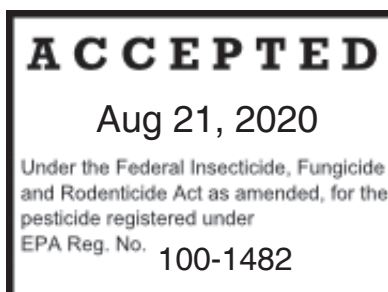 ACCEPTED
Aug 21, 2020
Under the Federal Insecticide, Fungicide
and Rodenticide Act as amended, for the
pesticide registered under
EPA Reg. No. 100-1482